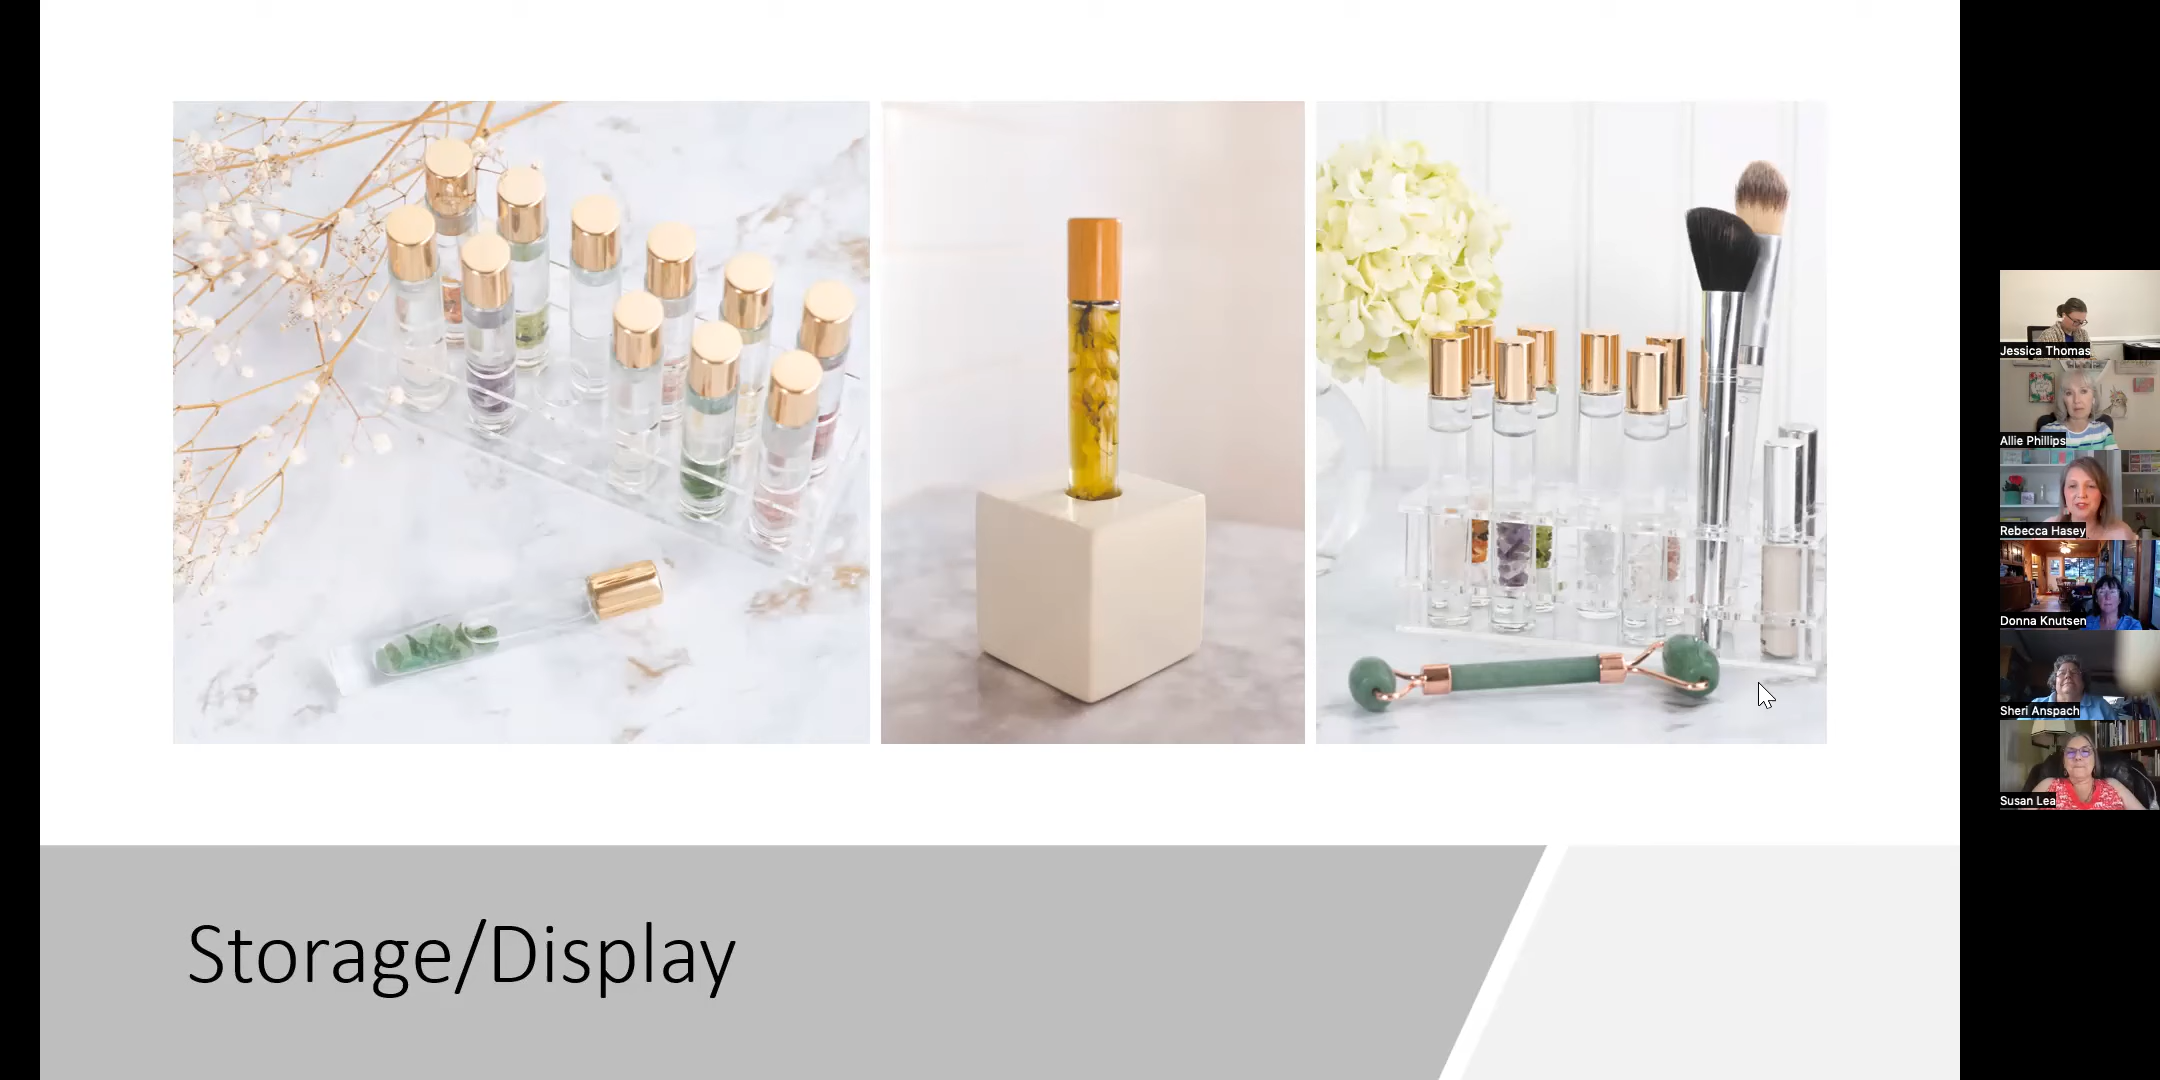 Storage/Display
Jessica Thomas
Allie Phillips
Rebecca Hasey
Donna Knutsen
Sheri Anspach
Susan Lea